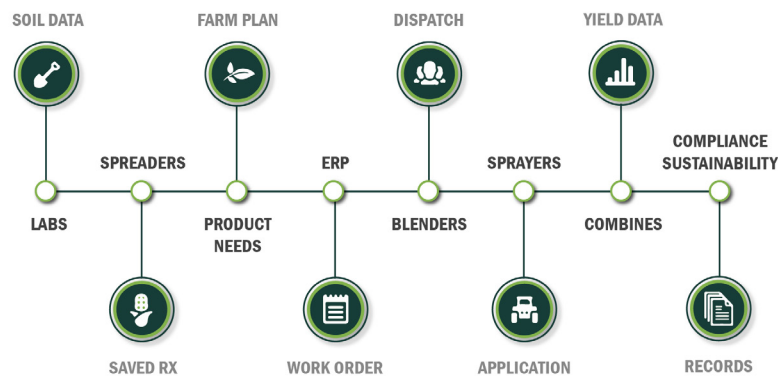 SOIL DATA
FARM PLAN
DISPATCH
YIELD DATA
COMPLIANCE
SUSTAINABILITY
SPREADERS
ERP
SPRAYERS
LABS
PRODUCT
NEEDS
BLENDERS
COMBINES
SAVED RX
WORK ORDER
APPLICATION
RECORDS